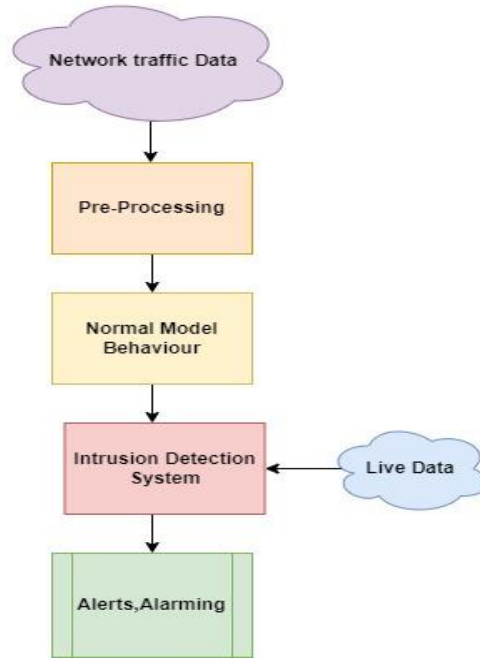 Network traffic Data
Pre-Processing
Normal Model
Behaviour
Intrusion Detection
System
Live Data
Alerts,Alarming